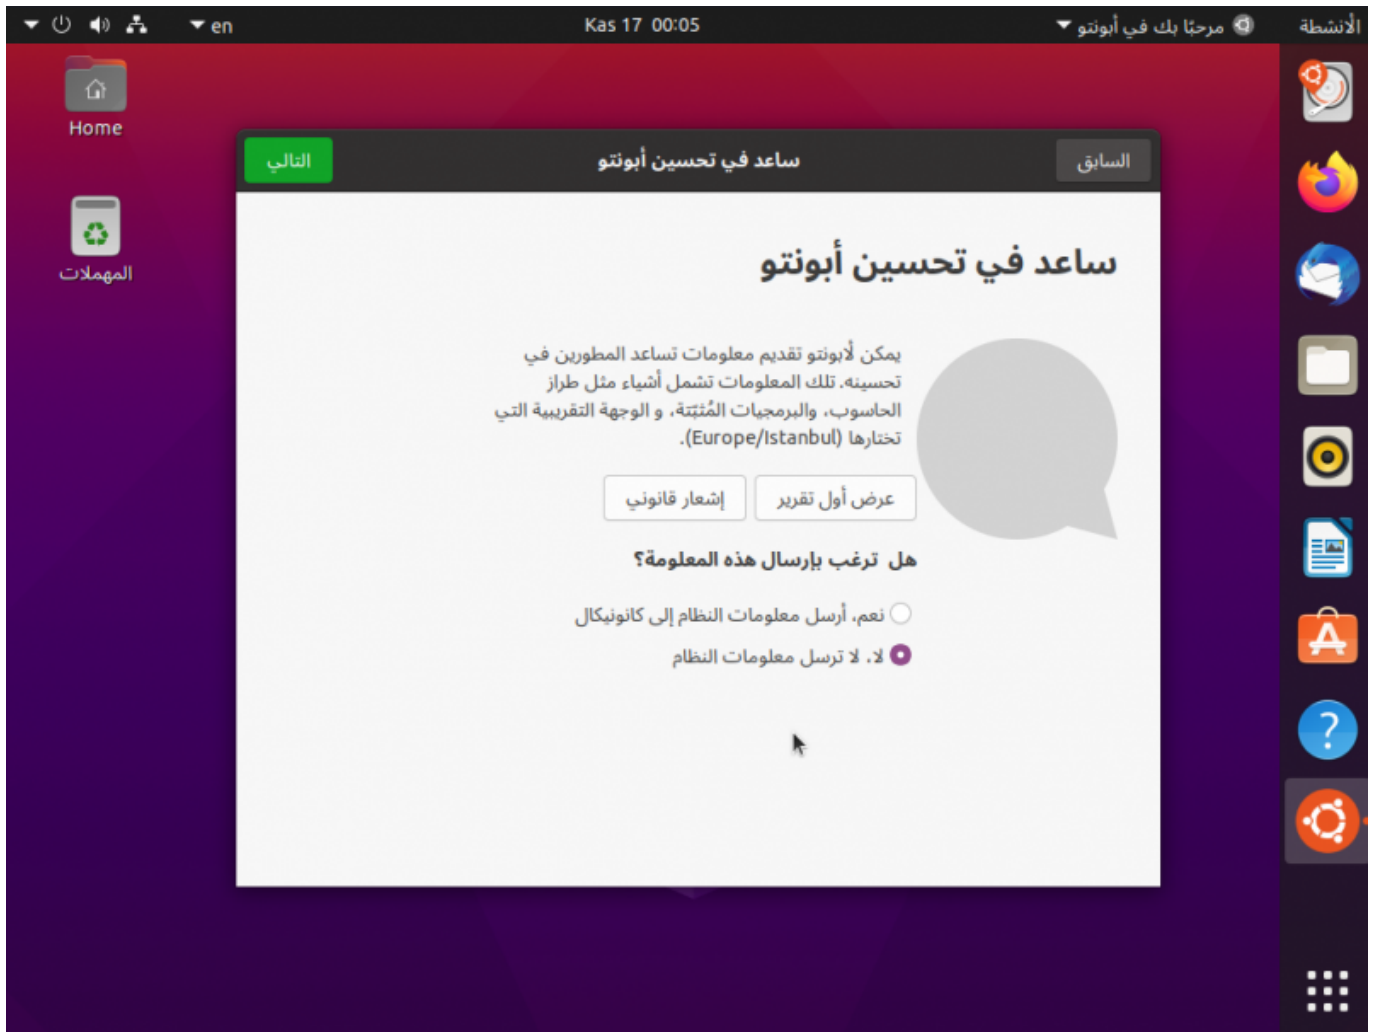 الأنشطة
مرحبًا بك في أبونتو
Kas 17 00:05
en
Home
المهملات
السابق
ساعد في تحسين أبونتو
التالي
ساعد في تحسين أبونتو
يمكن لأبونتو تقديم معلومات تساعد المطورين في
تحسينه. تلك المعلومات تشمل أشياء مثل طراز
الحاسوب، والبرمجيات المُثبّتة، و الوجهة التقريبية التي
تختارها (Europe/Istanbul).
عرض أول تقرير
إشعار قانوني
هل ترغب بإرسال هذه المعلومة؟
نعم، أرسل معلومات النظام إلى كانونيكال
لا، لا ترسل معلومات النظام